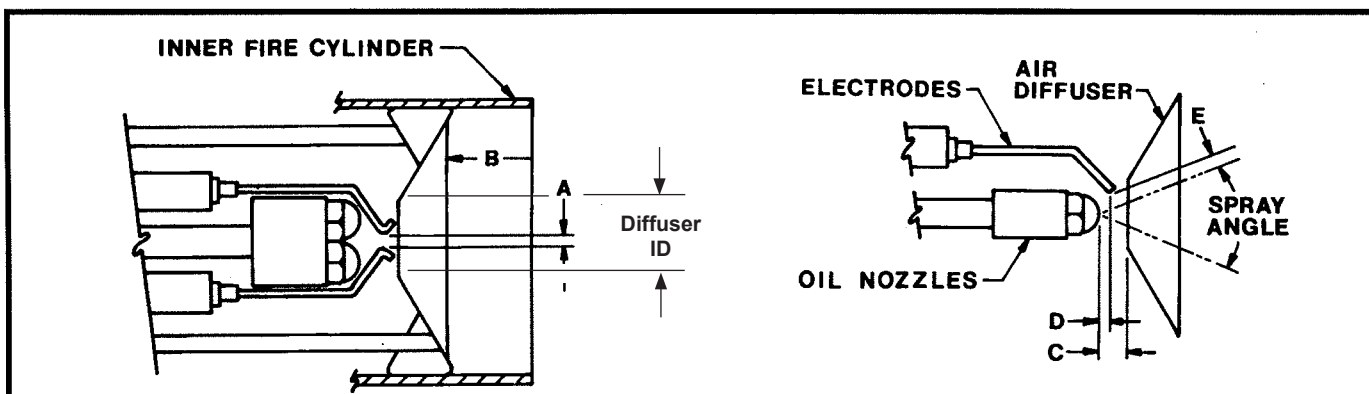 INNER FIRE CYLINDER
B
A
Diffuser
ID
ELECTRODES
AIR
DIFFUSER
E
SPRAY
ANGLE
OIL NOZZLES
D
C